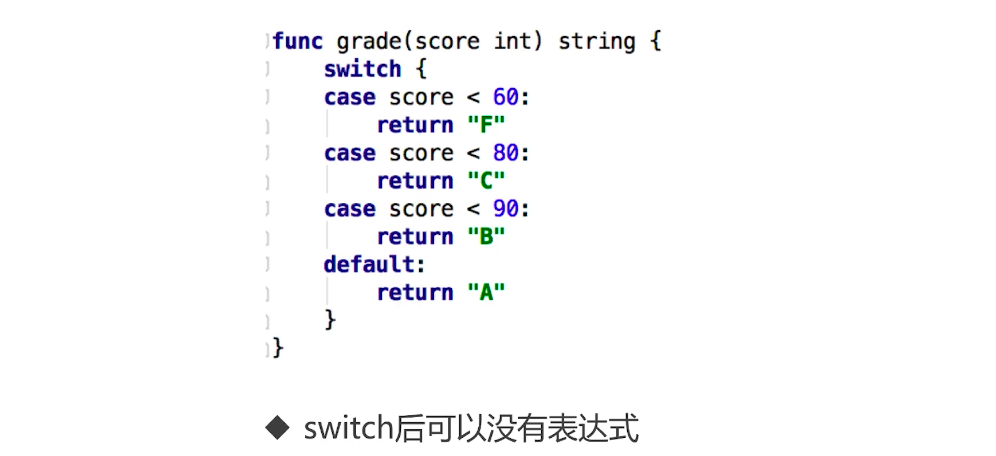 func grade(score int) string {
    switch {
    case score < 60:
        return "F"
    case score < 80:
        return "C"
    case score < 90:
        return "B"
    default:
        return "A"
    }
}
◆ switch后可以没有表达式